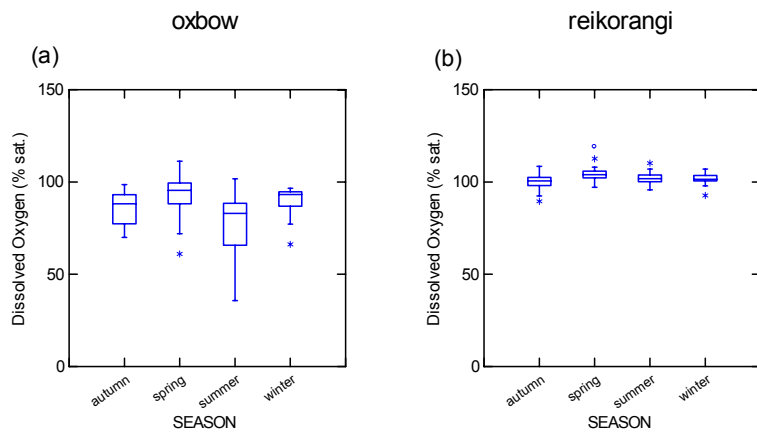 oxbow
(a)
150
100
50
0
Dissolved Oxygen (% sat.)
autumn
spring
summer
winter
SEASON
reikorangi
(b)
150
100
50
0
Dissolved Oxygen (% sat.)
autumn
spring
summer
winter
SEASON